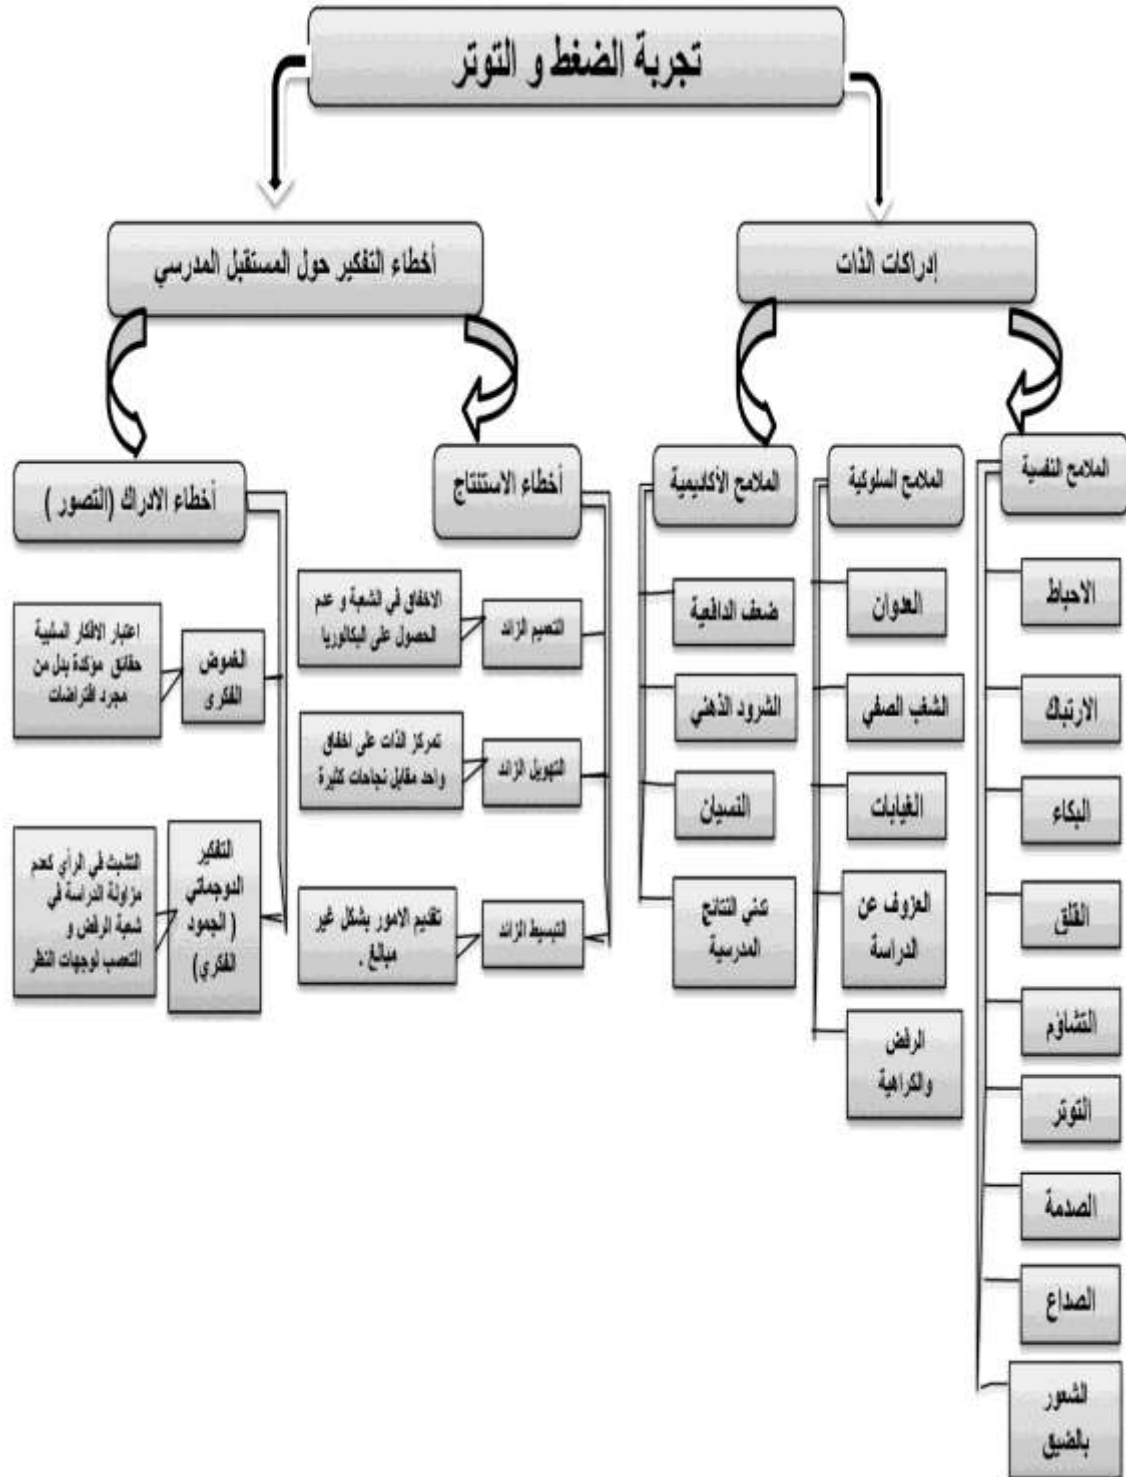 تجربة الضغط و التوتر
إدراكات الذات
أخطاء التفكير حول المستقبل المدرسي
الملامح النفسية
الاحباط
الارتباك
البكاء
القلق
التشاؤم
التوتر
الصدمة
الصداع
الشعور
بالضيق
الملامح السلوكية
العدوان
الشغب الصفي
الغيابات
العزوف عن
الدراسة
الرفض
والكراهية
الملامح الأكاديمية
ضعف الدافعية
الشرود الذهني
النسيان
تدني النتائج
المدرسية
أخطاء الاستنتاج
التعميم الزائد
الاخفاق في الشعبة و عدم
الحصول على البكالوريا
التهويل الزائد
تمركز الذات على اخفاق
واحد مقابل نجاحات كثيرة
التبسيط الزائد
تقديم الامور بشكل غير
مبالغ .
أخطاء الادراك (التصور )
الغموض
الفكرى
اعتبار الافكار السلبية
حقائق مؤكدة بدل من
مجرد افتراضات
التفكير
الدوجماتي
( الجمود
الفكري)
التشبث في الرأي كعدم
مزاولة الدراسة في
شعبة الرفض و
التعصب لوجهات النظر